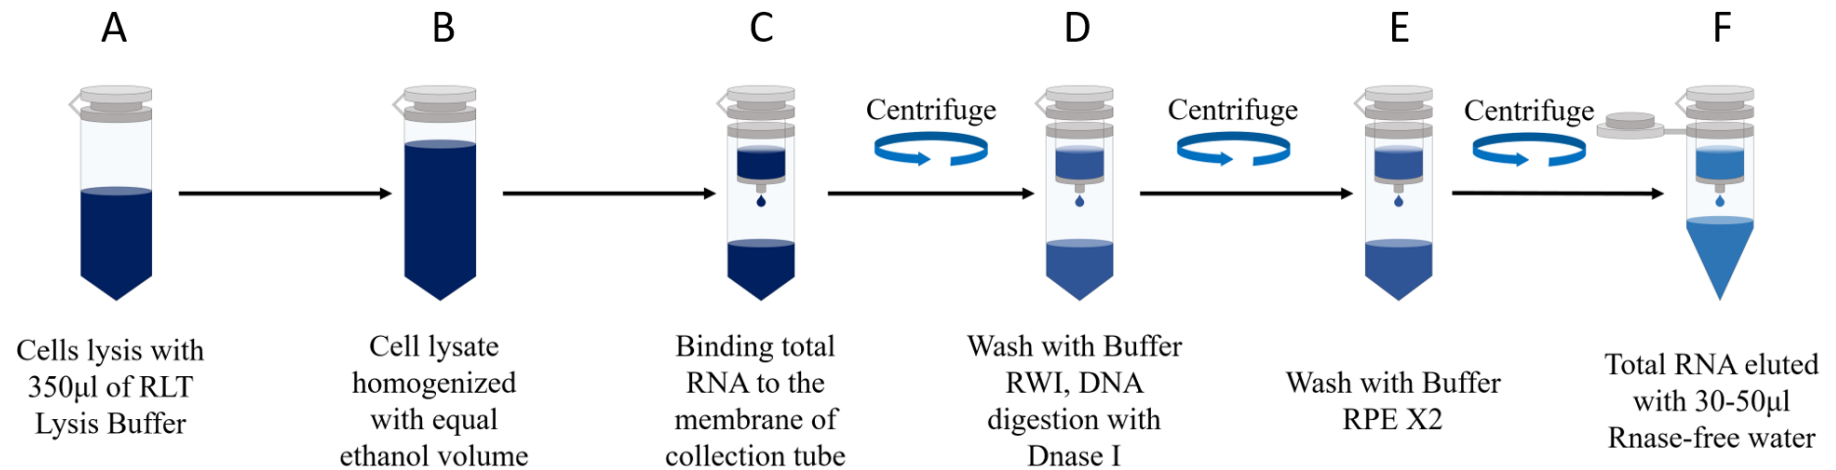 A
B
C
D
E
F
Centrifuge
Centrifuge
Centrifuge
Cells lysis with
350µl of RLT
Lysis Buffer
Cell lysate
homogenized
with equal
ethanol volume
Binding total
RNA to the
membrane of
collection tube
Wash with Buffer
RWI, DNA
digestion with
Dnase I
Wash with Buffer
RPE X2
Total RNA eluted
with 30-50µl
Rnase-free water